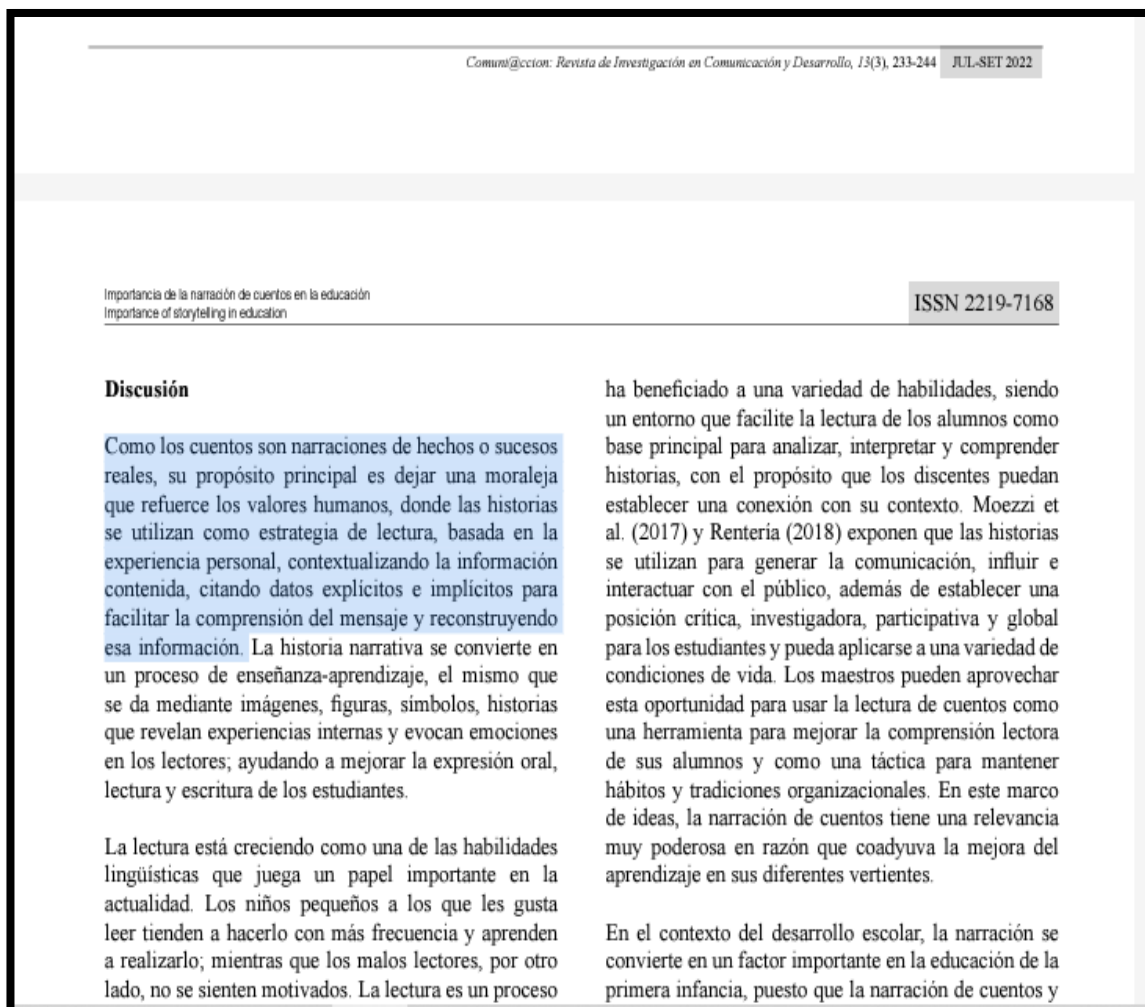 Comuni@ccion: Revista de Investigación en Comunicación y Desarrollo, 13(3), 233-244 JUL-SET 2022
Importancia de la narración de cuentos en la educación
Importance of storytelling in education
ISSN 2219-7168
Discusión
Como los cuentos son narraciones de hechos o sucesos
reales, su propósito principal es dejar una moraleja
que refuerce los valores humanos, donde las historias
se utilizan como estrategia de lectura, basada en la
experiencia personal, contextualizando la información
contenida, citando datos explícitos e implícitos para
facilitar la comprensión del mensaje y reconstruyendo
esa información. La historia narrativa se convierte en
un proceso de enseñanza-aprendizaje, el mismo que
se da mediante imágenes, figuras, símbolos, historias
que revelan experiencias internas y evocan emociones
en los lectores; ayudando a mejorar la expresión oral,
lectura y escritura de los estudiantes.
La lectura está creciendo como una de las habilidades
lingüísticas que juega un papel importante en la
actualidad. Los niños pequeños a los que les gusta
leer tienden a hacerlo con más frecuencia y aprenden
a realizarlo; mientras que los malos lectores, por otro
lado, no se sienten motivados. La lectura es un proceso
ha beneficiado a una variedad de habilidades, siendo
un entorno que facilite la lectura de los alumnos como
base principal para analizar, interpretar y comprender
historias, con el propósito que los discentes puedan
establecer una conexión con su contexto. Moezzi et
al. (2017) y Rentería (2018) exponen que las historias
se utilizan para generar la comunicación, influir e
interactuar con el público, además de establecer una
posición crítica, investigadora, participativa y global
para los estudiantes y pueda aplicarse a una variedad de
condiciones de vida. Los maestros pueden aprovechar
esta oportunidad para usar la lectura de cuentos como
una herramienta para mejorar la comprensión lectora
de sus alumnos y como una táctica para mantener
hábitos y tradiciones organizacionales. En este marco
de ideas, la narración de cuentos tiene una relevancia
muy poderosa en razón que coadyuva la mejora del
aprendizaje en sus diferentes vertientes.
En el contexto del desarrollo escolar, la narración se
convierte en un factor importante en la educación de la
primera infancia, puesto que la narración de cuentos y